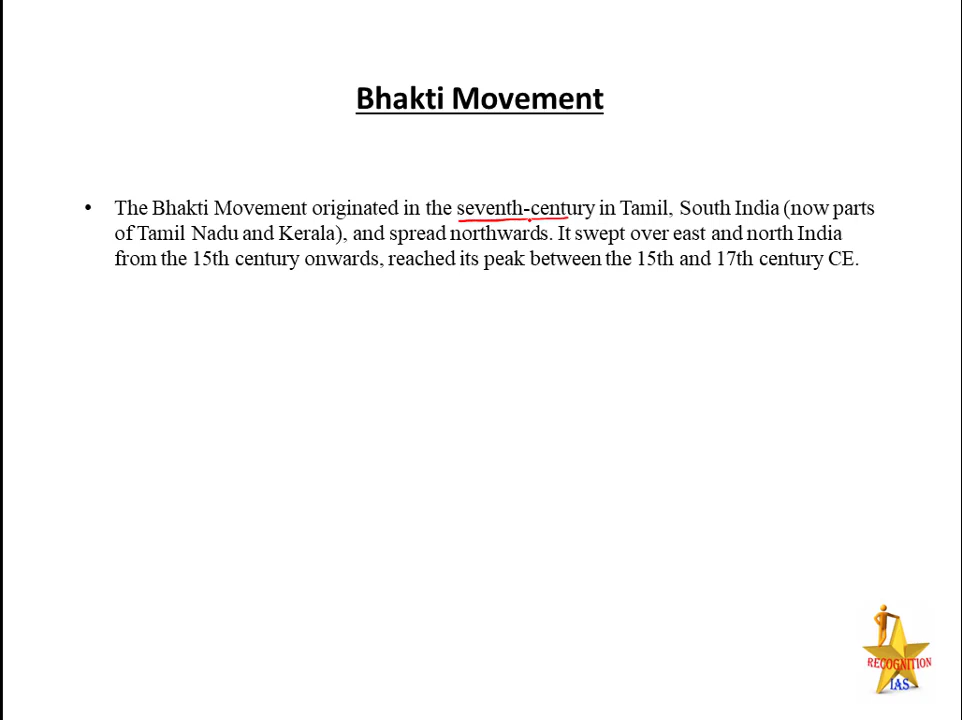 Bhakti Movement
• The Bhakti Movement originated in the seventh-century in Tamil, South India (now parts
of Tamil Nadu and Kerala), and spread northwards. It swept over east and north India
from the 15th century onwards, reached its peak between the 15th and 17th century CE.
RECOGNITION
IAS